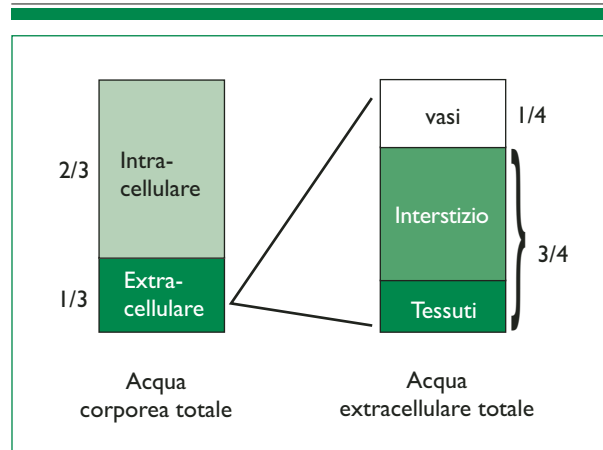 2/3
Intra-
cellulare
1/3
Extra-
cellulare
Acqua
corporea totale
vasi
1/4
Interstizio
3/4
Tessuti
Acqua
extracellulare totale